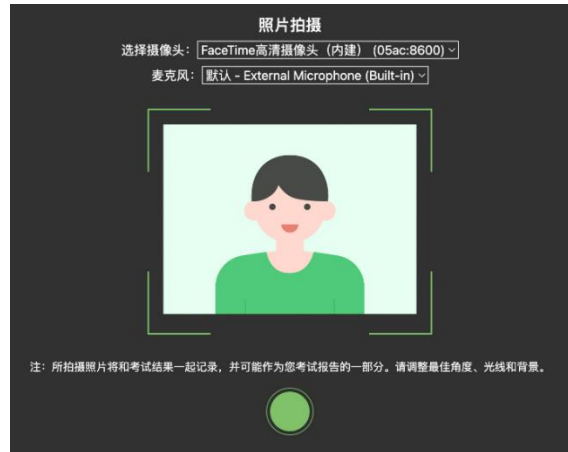 照片拍摄
选择摄像头： FaceTime高清摄像头（内建） (05ac:8600)
麦克风： 默认 - External Microphone (Built-in)
注：所拍摄照片将和考试结果一起记录，并可能作为您考试报告的一部分。请调整最佳角度、光线和背景。